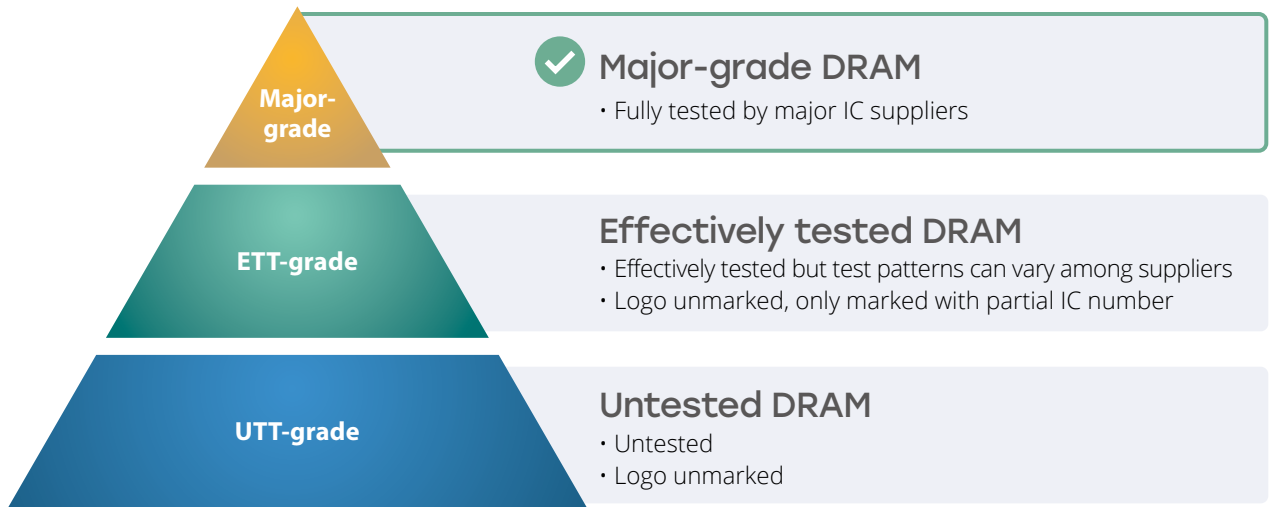 Major-
grade
Major-grade DRAM
• Fully tested by major IC suppliers
ETT-grade
Effectively tested DRAM
• Effectively tested but test patterns can vary among suppliers
• Logo unmarked, only marked with partial IC number
UTT-grade
Untested DRAM
• Untested
• Logo unmarked